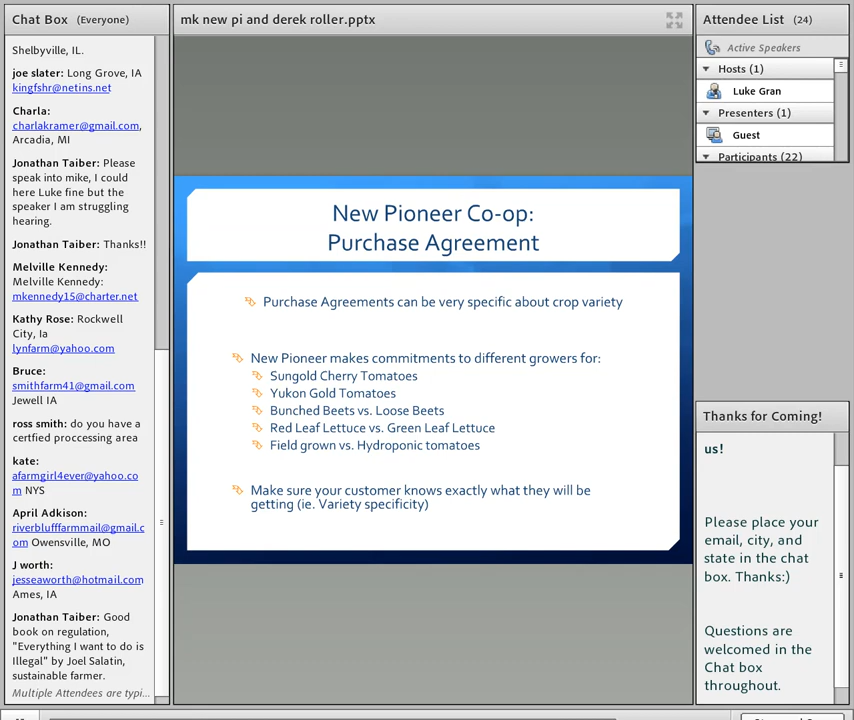 Chat Box (Everyone)
Shelbyville, IL.
joe slater: Long Grove, IA
kingfshr@netins.net
Charla:
charlakramer@gmail.com,
Arcadia, MI
Jonathan Taiber: Please
speak into mike, I could
here Luke fine but the
speaker I am struggling
hearing.
Jonathan Taiber: Thanks!!
Melville Kennedy:
Melville Kennedy:
mkennedy15@charter.net
Kathy Rose: Rockwell
City, Ia
lynfarm@yahoo.com
Bruce:
smithfarm41@gmail.com
Jewell IA
ross smith: do you have a
certfied proccessing area
kate:
afarmgirl4ever@yahoo.co
m NYS
April Adkison:
riverblufffarmmail@gmail.c
om Owensville, MO
J worth:
jesseaworth@hotmail.com
Ames, IA
Jonathan Taiber: Good
book on regulation,
"Everything I want to do is
Illegal" by Joel Salatin,
sustainable farmer.
Multiple Attendees are typi...
mk new pi and derek roller.pptx
New Pioneer Co-op:
Purchase Agreement
Purchase Agreements can be very specific about crop variety
New Pioneer makes commitments to different growers for:
Sungold Cherry Tomatoes
Yukon Gold Tomatoes
Bunched Beets vs. Loose Beets
Red Leaf Lettuce vs. Green Leaf Lettuce
Field grown vs. Hydroponic tomatoes
Make sure your customer knows exactly what they will be
getting (ie. Variety specificity)
Attendee List (24)
Active Speakers
Hosts (1)
Luke Gran
Presenters (1)
Guest
Participants (22)
Thanks for Coming!
us!
Please place your
email, city, and
state in the chat
box. Thanks:)
Questions are
welcomed in the
Chat box
throughout.